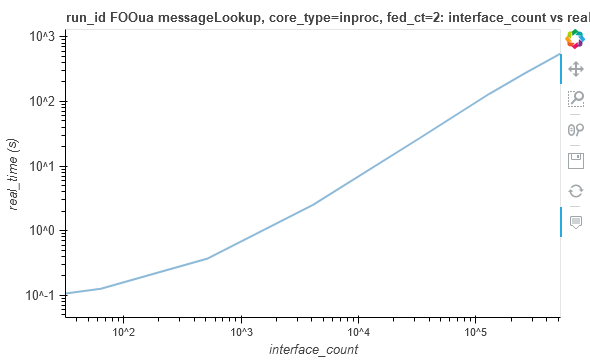 run_id FOOua messageLookup, core_type=inproc, fed_ct=2: interface_count vs real
10^3
10^2
10^1
10^0
10^-1
real_time (s)
10^2 10^3 10^4 10^5
interface_count